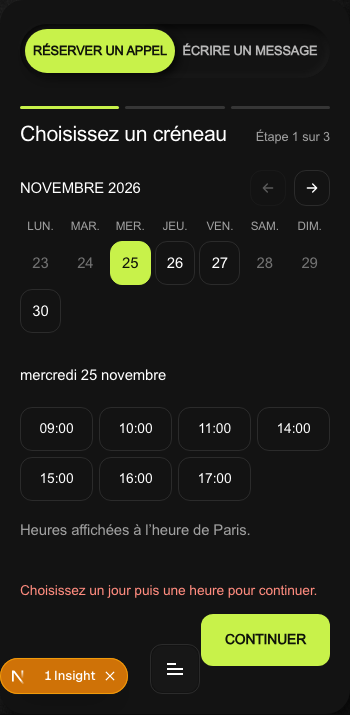 RÉSERVER UN APPEL ÉCRIRE UN MESSAGE
Choisissez un créneau Étape 1 sur 3
NOVEMBRE 2026 ← →
LUN. MAR. MER. JEU. VEN. SAM. DIM.
23 24 25 26 27 28 29
30
mercredi 25 novembre
09:00 10:00 11:00 14:00
15:00 16:00 17:00
Heures affichées à l'heure de Paris.
Choisissez un jour puis une heure pour continuer.
CONTINUER
N 1 Insight ×